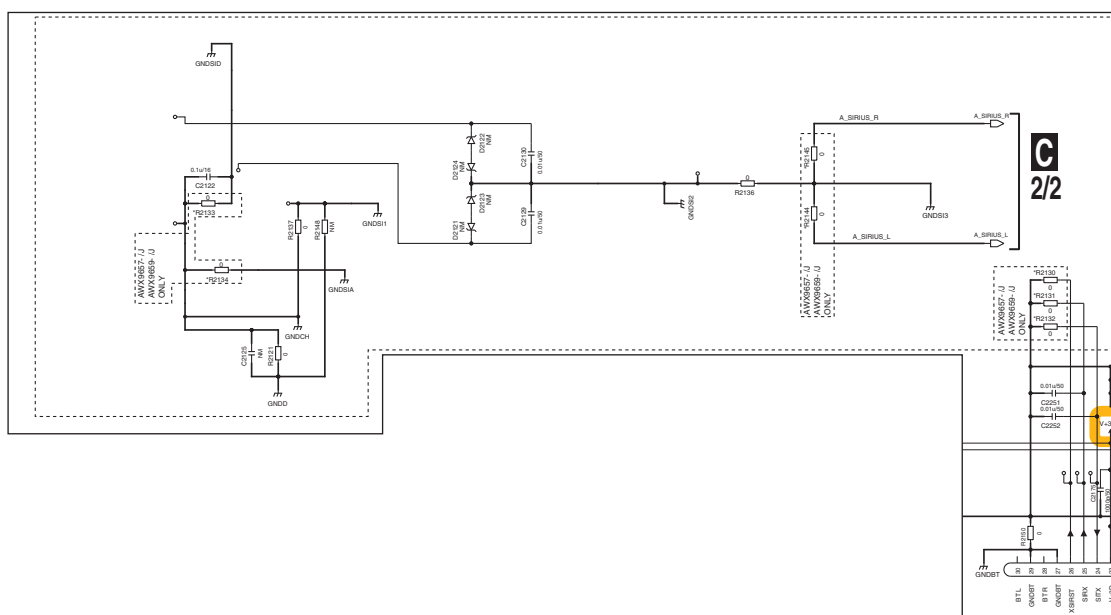 GNDSID
0.1u/16
C2122
0
*R2133
AWX9657- /J
AWX9659- /J
ONLY
0
*R2134
R2137
0
R2148
NM
GNDSI1
GNDSIA
GNDCH
C2125
NM
R2121
0
GNDD
D2122
NM
D2124
NM
D2123
NM
D2121
NM
C2130
0.01u/50
C2129
0.01u/50
GNDSI2
0
R2136
A_SIRIUS_R
A_SIRIUS_R
*R2145
0
*R2144
0
GNDSI3
A_SIRIUS_L
A_SIRIUS_L
AWX9657- /J
AWX9659- /J
ONLY
C
2/2
*R2130
0
*R2131
0
*R2132
0
AWX9657- /J
AWX9659- /J
ONLY
0.01u/50
C2251
0.01u/50
C2252
V+3
C2175
1000p/50
R2150
0
GNDBT
30
29
28
27
26
25
24
BTL
GNDBT
BTR
GNDBT
XSIRST
SIRX
SITX